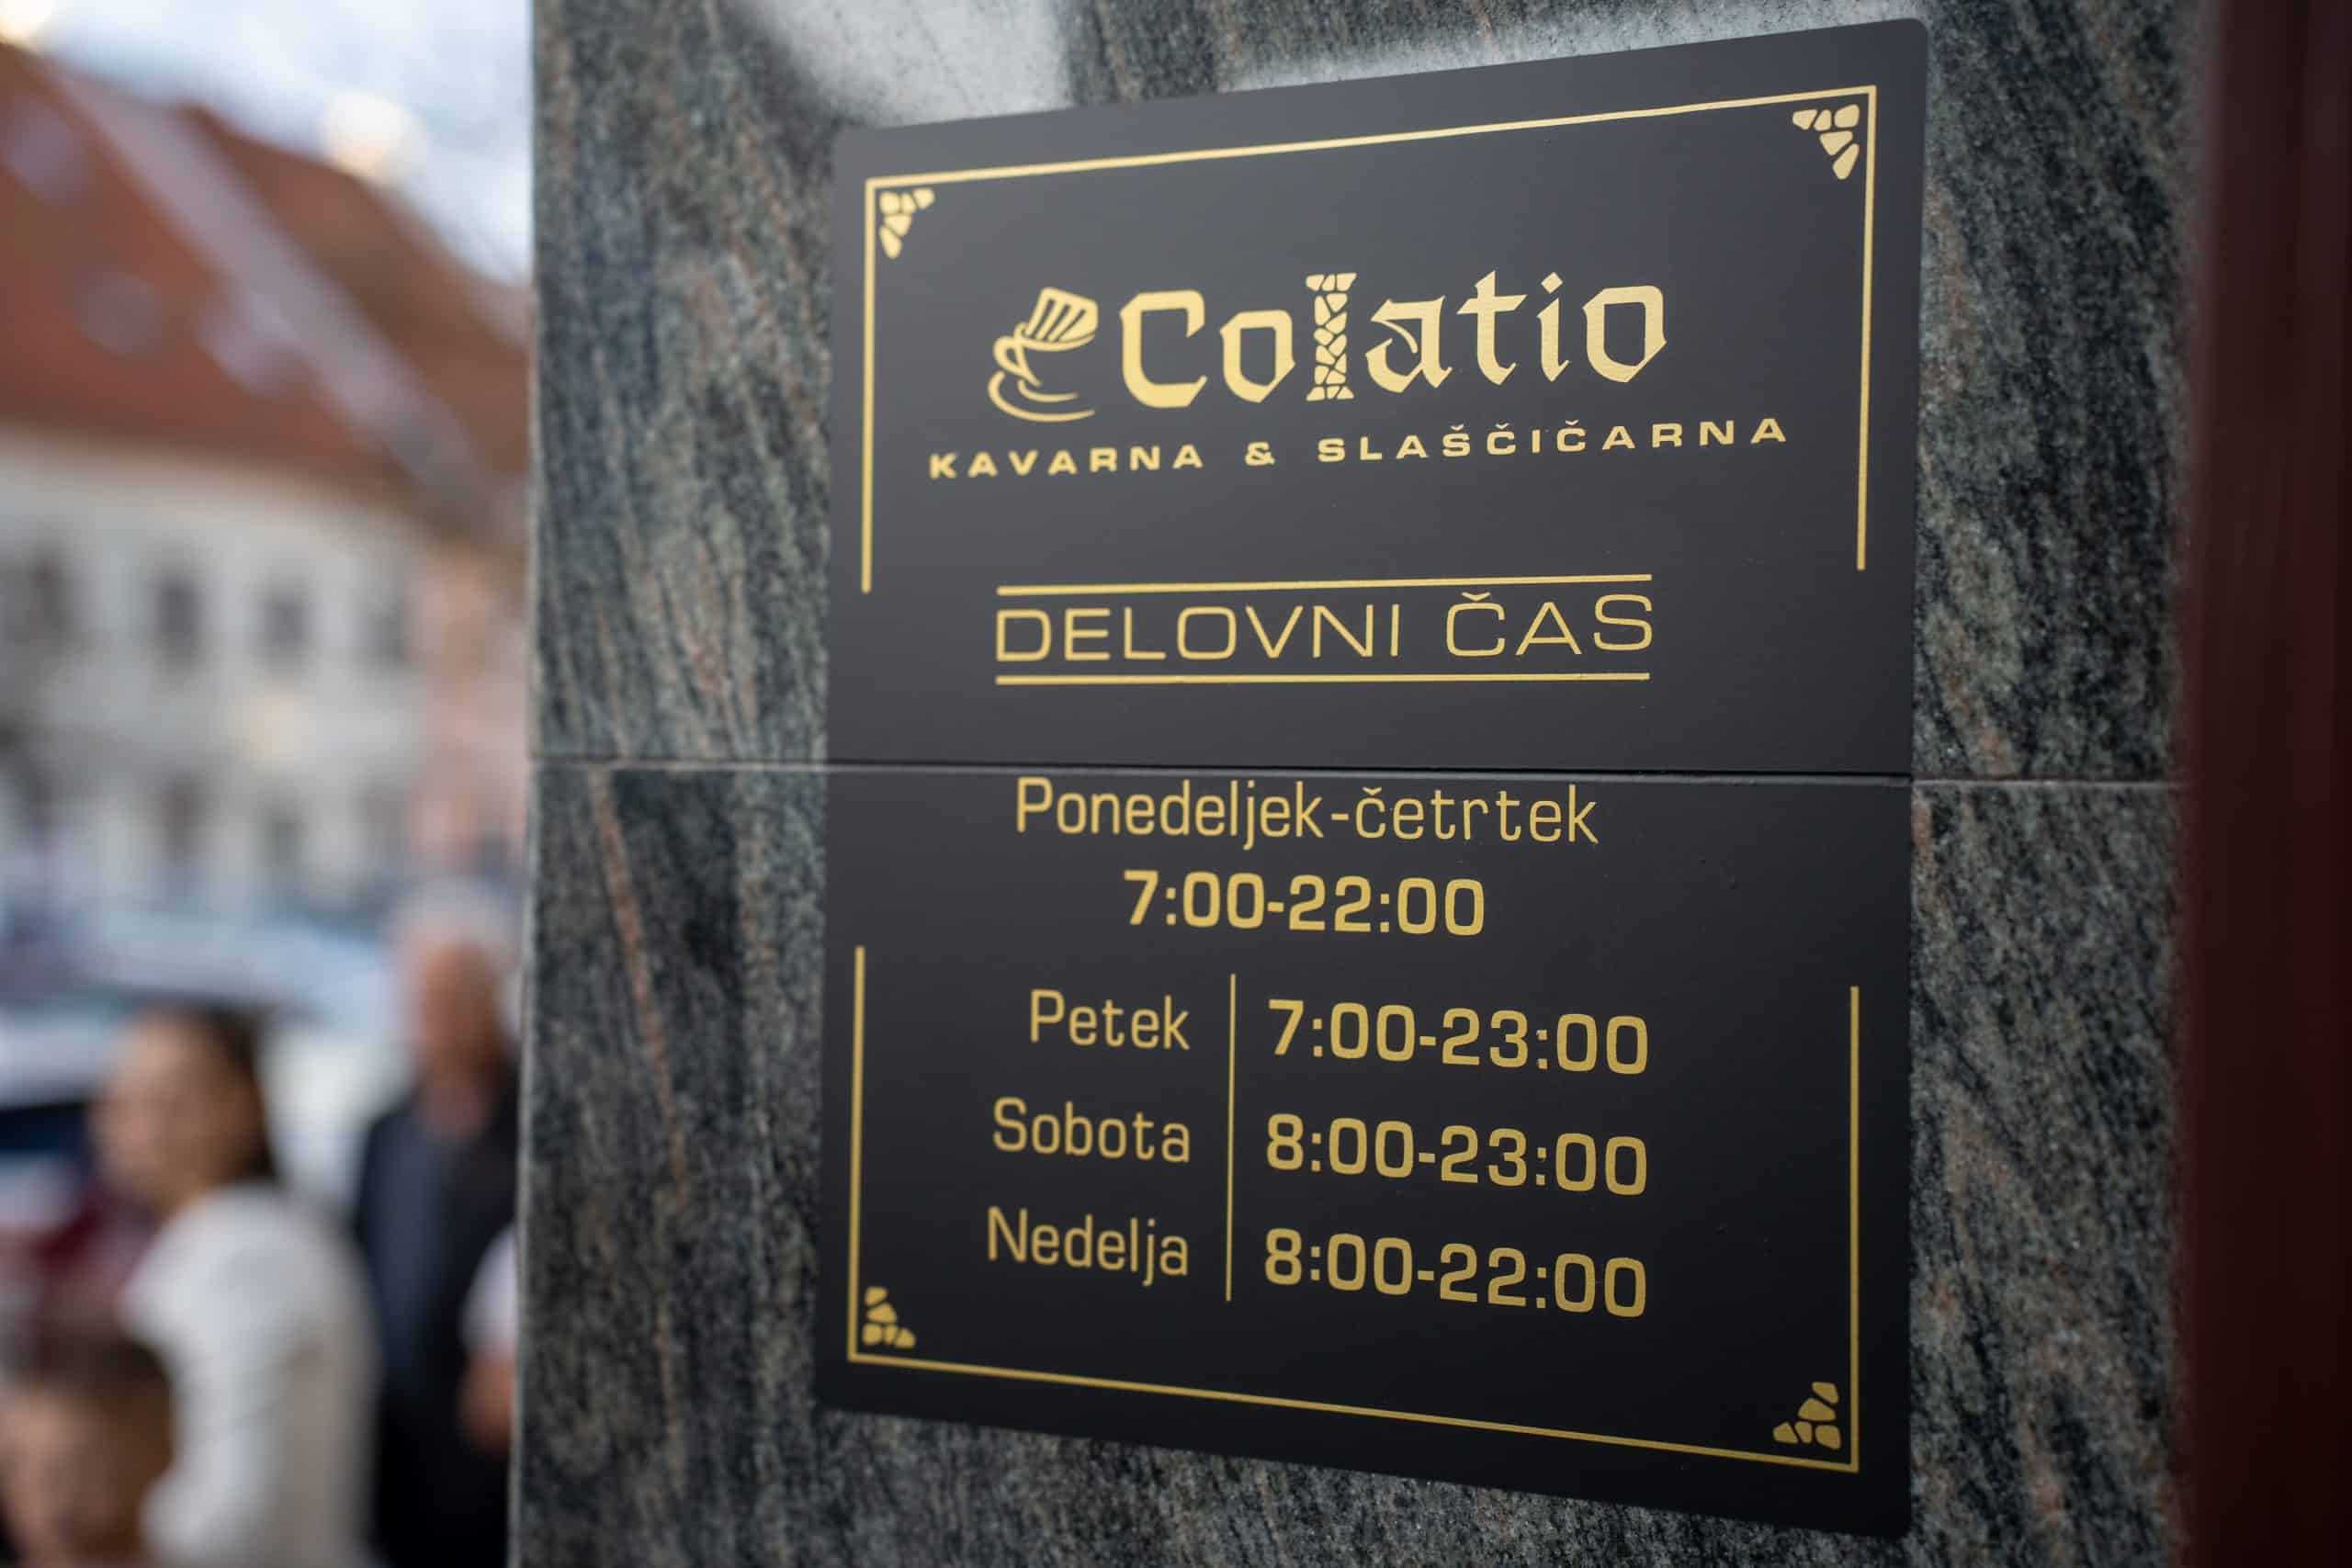 Colatio
KAVARNA & SLAŠČIČARNA
DELOVNI ČAS
Ponedeljek-četrtek
7:00-22:00
Petek 7:00-23:00
Sobota 8:00-23:00
Nedelja 8:00-22:00